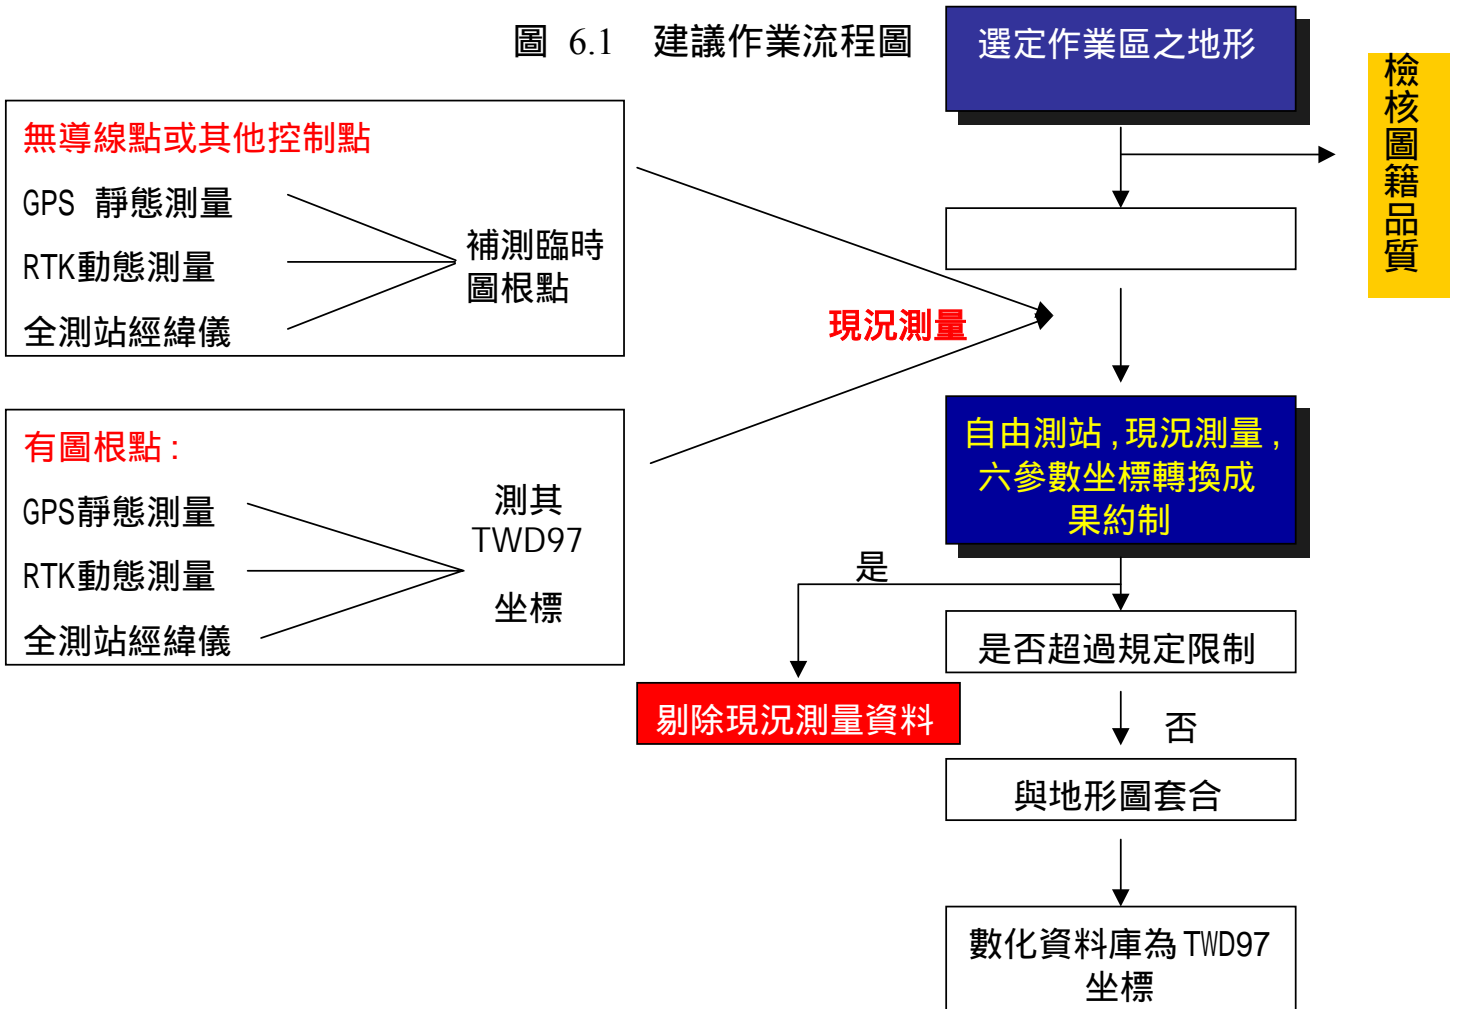 圖 6.1 建議作業流程圖
選定作業區之地形
檢核圖籍品質
無導線點或其他控制點
GPS 靜態測量
RTK動態測量
全測站經緯儀
補測臨時
圖根點
現況測量
有圖根點:
GPS靜態測量
RTK動態測量
全測站經緯儀
測其
TWD97
坐標
自由測站,現況測量,
六參數坐標轉換成
果約制
是
是否超過規定限制
剔除現況測量資料
否
與地形圖套合
數化資料庫為TWD97
坐標